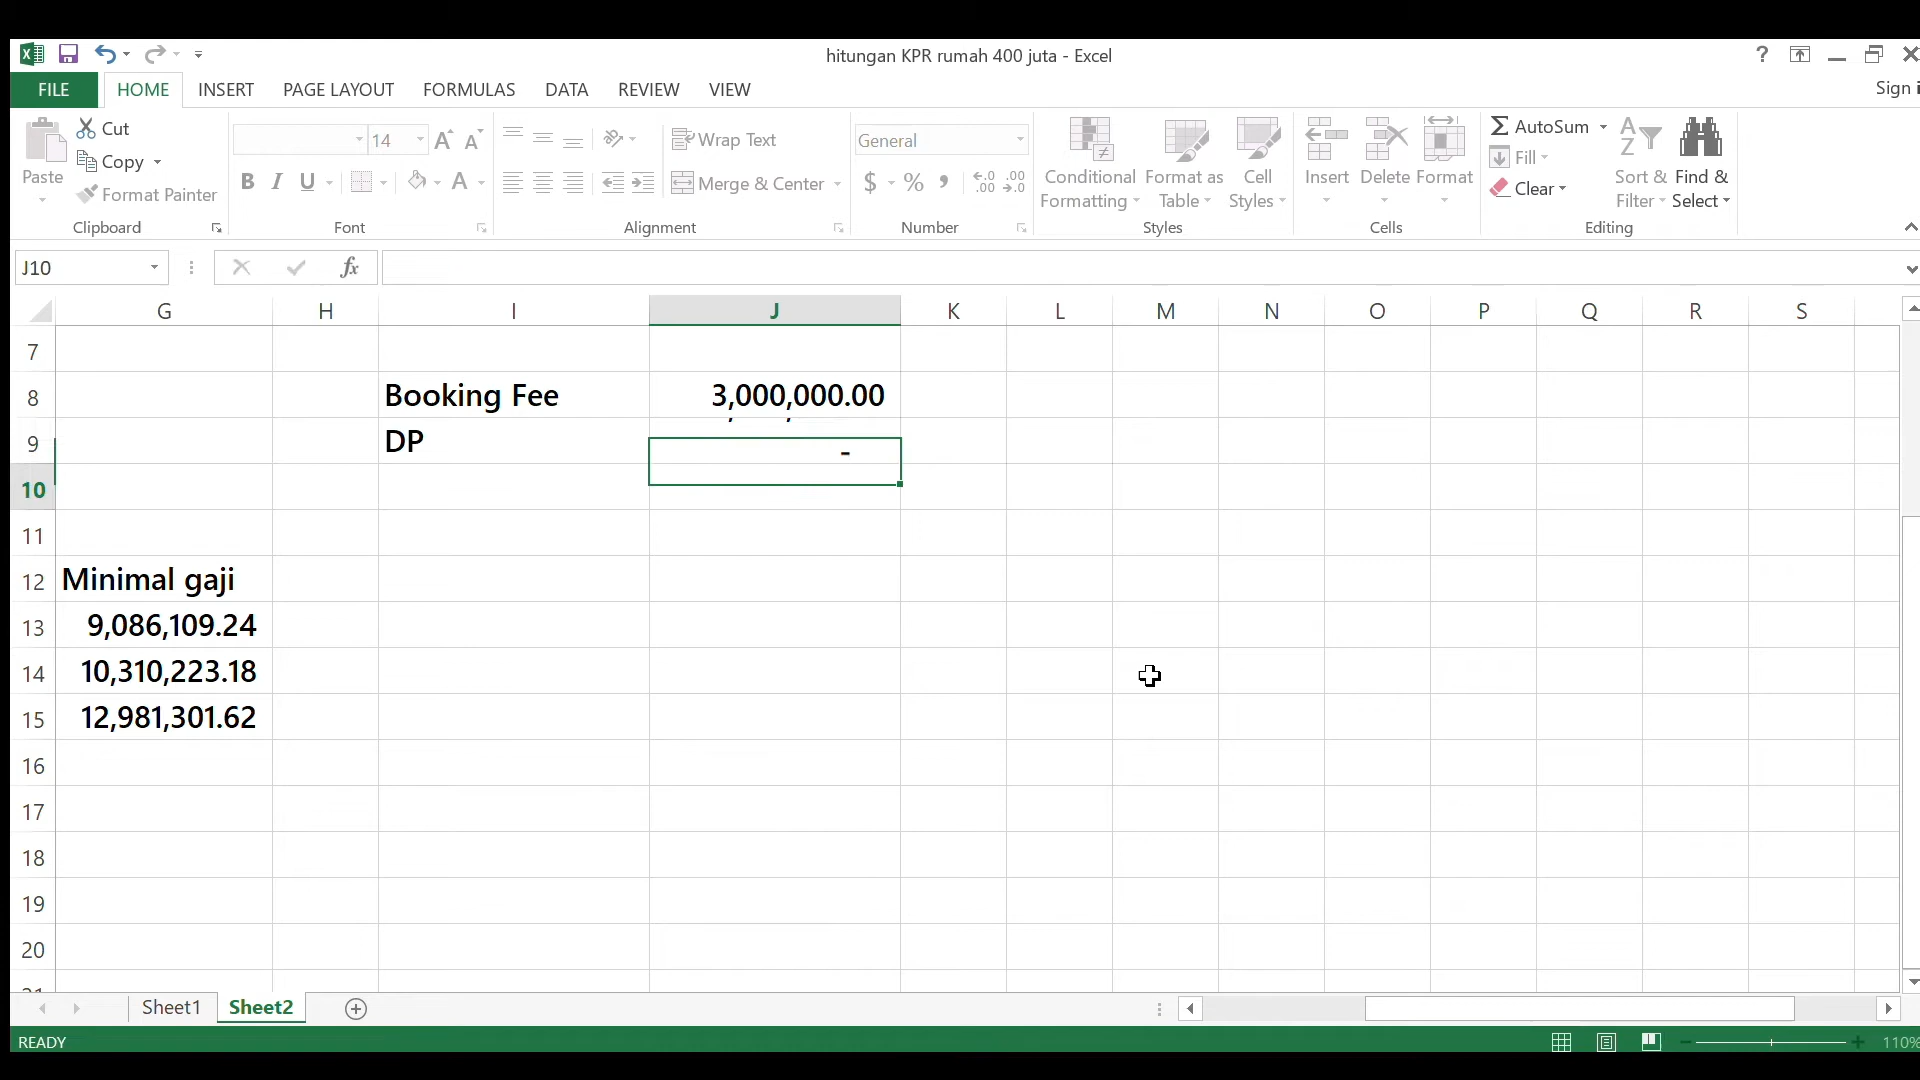 hitungan KPR rumah 400 juta - Excel
?
FILE HOME INSERT PAGE LAYOUT FORMULAS DATA REVIEW VIEW
Sign
Cut
Copy
Format Painter
Paste
Clipboard
14
B I U
Font
Wrap Text
Merge & Center
Alignment
General
$ % ,
Number
Conditional Formatting
Format as Table
Cell Styles
Styles
Insert Delete Format
Cells
AutoSum
Fill
Clear
Sort & Filter
Find & Select
Editing
J10
fx
G H I J K L M N O P Q R S
7
8 Booking Fee 3,000,000.00
9 DP -
10
11
12 Minimal gaji
13 9,086,109.24
14 10,310,223.18
15 12,981,301.62
16
17
18
19
20
Sheet1 Sheet2
READY
110%